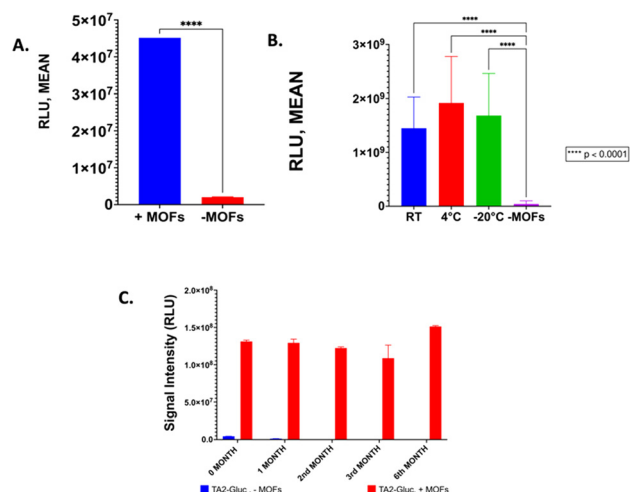 A.
****
RLU, MEAN
5×10⁷
4×10⁷
3×10⁷
2×10⁷
1×10⁷
0
+ MOFs -MOFs
B.
****
****
****
RLU, MEAN
3×10⁹
2×10⁹
1×10⁹
0
RT 4°C -20°C -MOFs
**** p < 0.0001
C.
Signal Intensity (RLU)
2.0×10⁸
1.5×10⁸
1.0×10⁸
5.0×10⁷
0.0
0 MONTH 1 MONTH 2nd MONTH 3rd MONTH 6th MONTH
TA2-Gluc , - MOFs TA2-Gluc, + MOFs